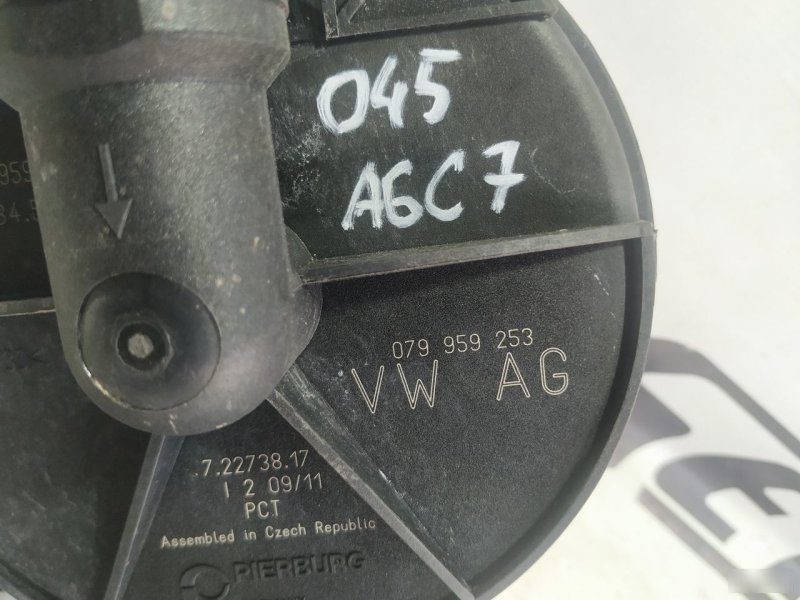 045
A6C7
959
079 959 253
VW AG
7.22738.17
1 2 09/11
PCT
Assembled in Czech Republic
PIERBURG